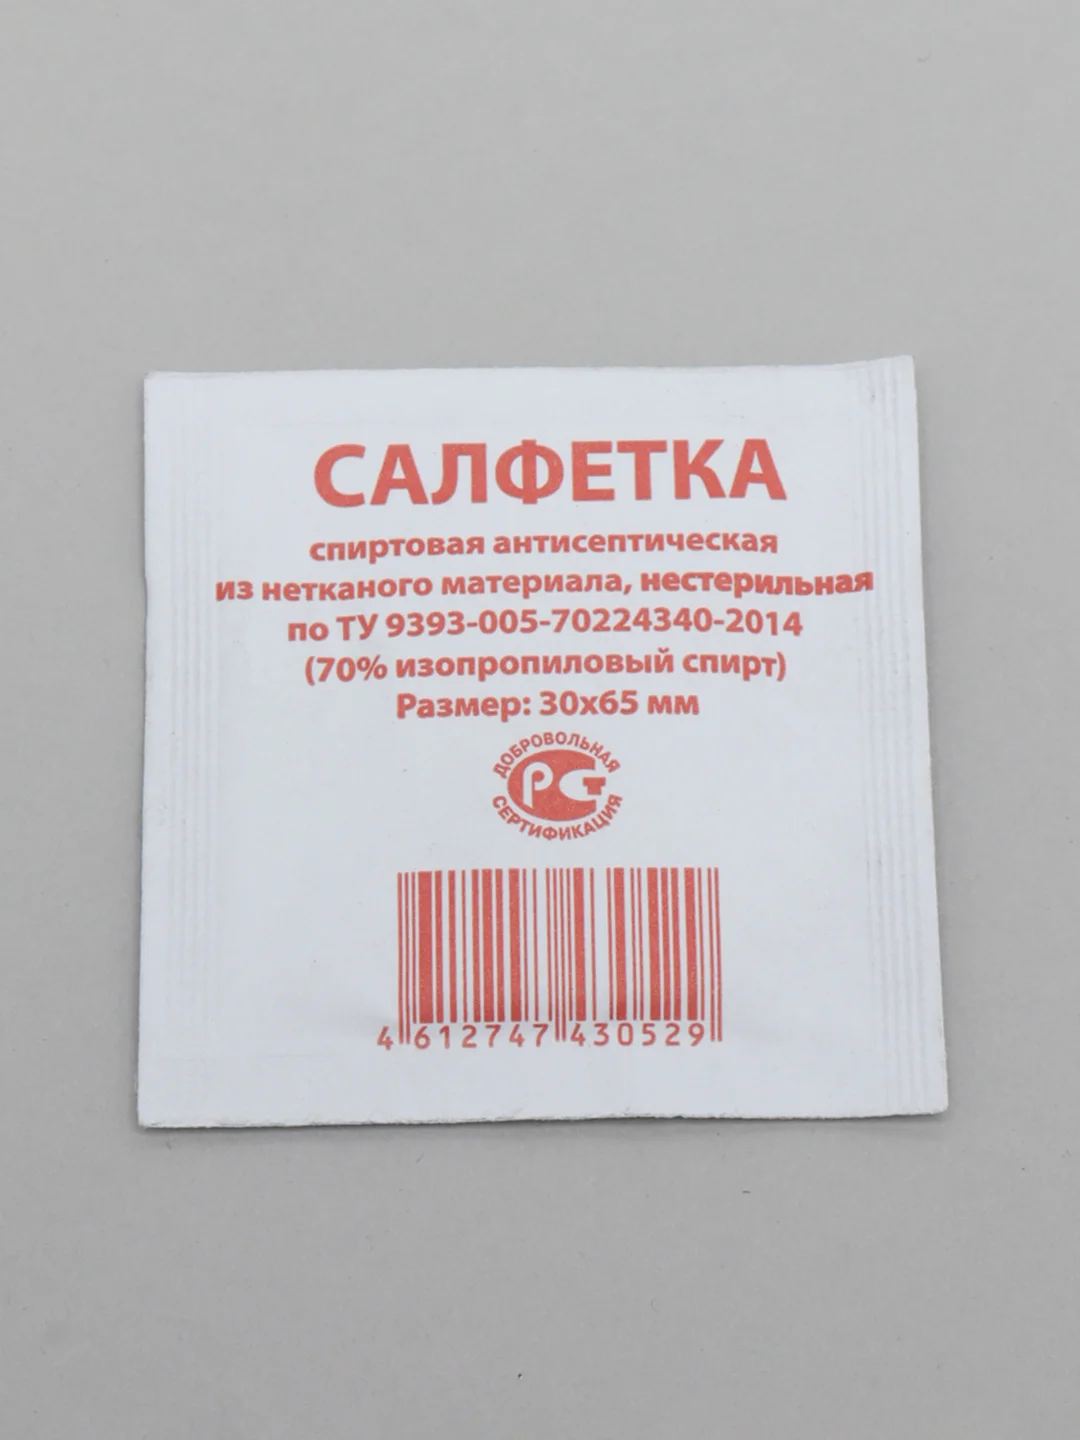 САЛФЕТКА
спиртовая антисептическая
из нетканого материала, нестерильная
по ТУ 9393-005-70224340-2014
(70% изопропиловый спирт)
Размер: 30х65 мм
ДОБРОВОЛЬНАЯ
РСТ
СЕРТИФИКАЦИЯ
4 612747 430529